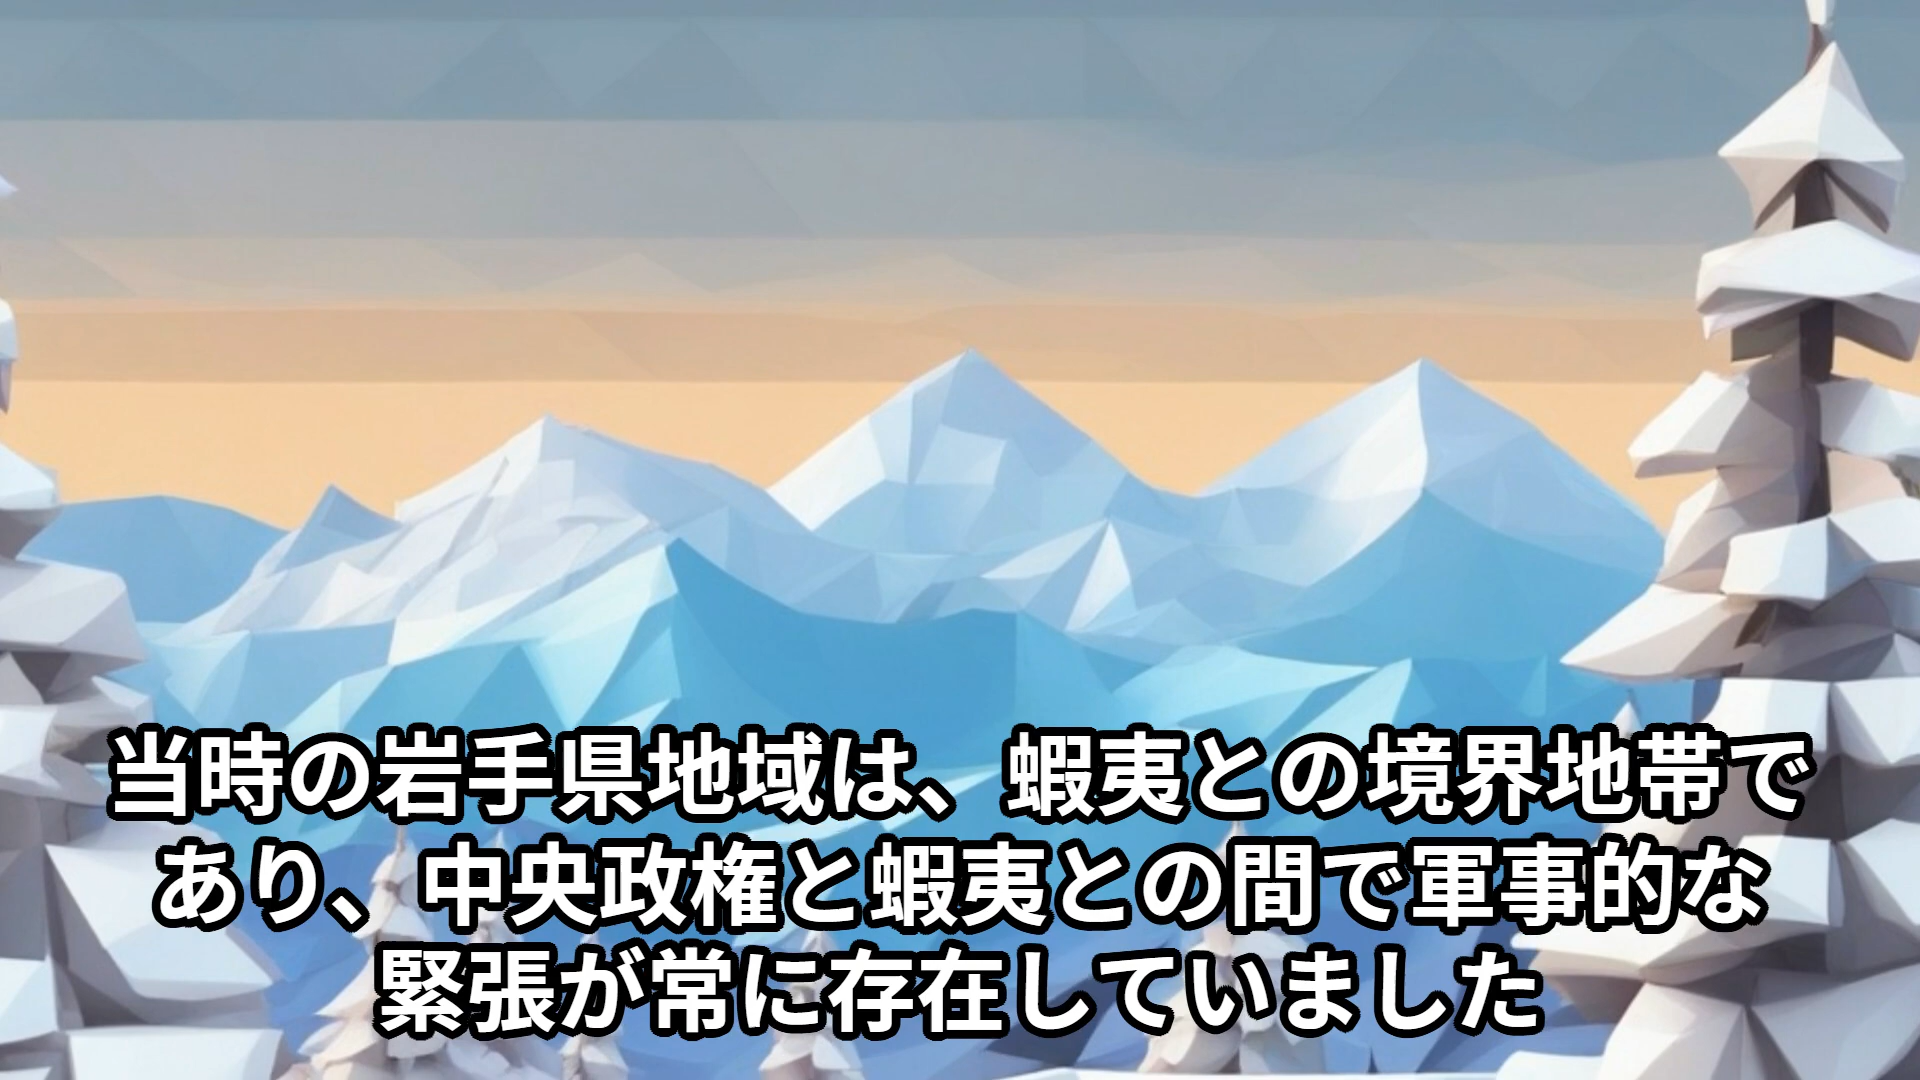 当時の岩手県地域は、蝦夷との境界地帯で
あり、中央政権と蝦夷との間で軍事的な
緊張が常に存在していました